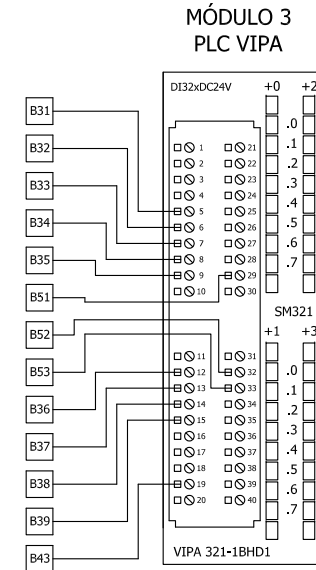 MÓDULO 3
PLC VIPA
DI32xDC24V +0 +2
B31
B32
B33
B34
B35
B51
B52
B53
B36
B37
B38
B39
B43
1 21
2 22
3 23
4 24
5 25
6 26
7 27
8 28
9 29
10 30
.0
.1
.2
.3
.4
.5
.6
.7
SM321
+1 +3
11 31
12 32
13 33
14 34
15 35
16 36
17 37
18 38
19 39
20 40
.0
.1
.2
.3
.4
.5
.6
.7
VIPA 321-1BHD1